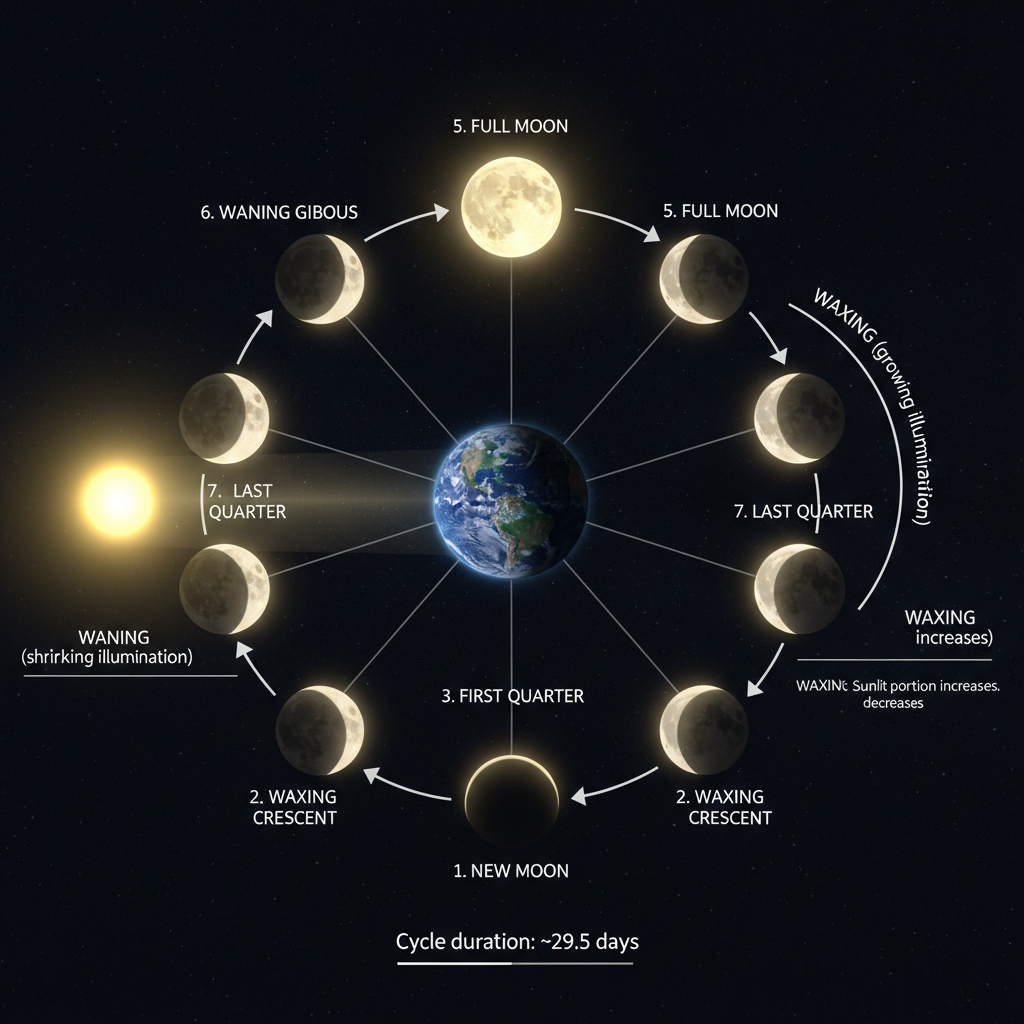 5. FULL MOON
6. WANING GIBOUS
5. FULL MOON
WAXING (growing illumiration)
7. LAST
QUARTER
7. LAST QUARTER
WANING
(shrirking illumination)
WAXING
increases)
WAXINC Sunlit portion increases.
decreases
3. FIRST QUARTER
2. WAXING
CRESCENT
2. WAXING
CRESCENT
1. NEW MOON
Cycle duration: ~29.5 days